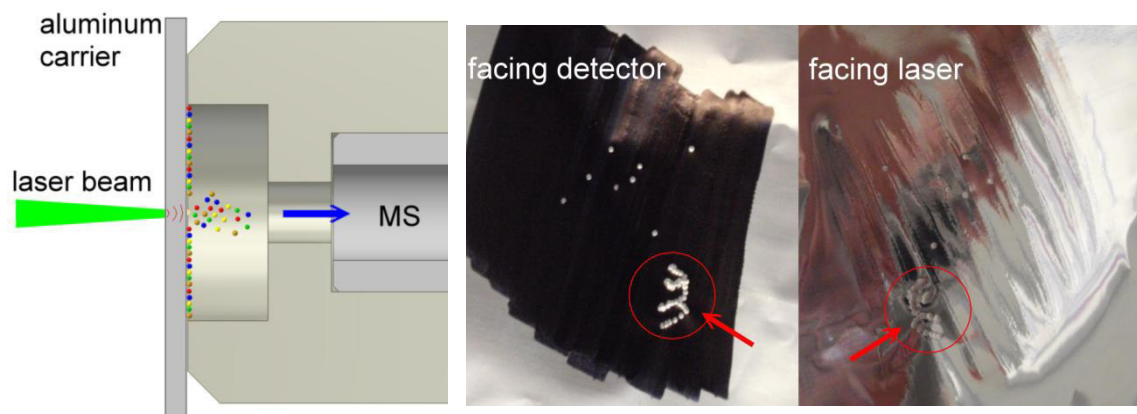 aluminum
carrier
laser beam
MS
facing detector
facing laser